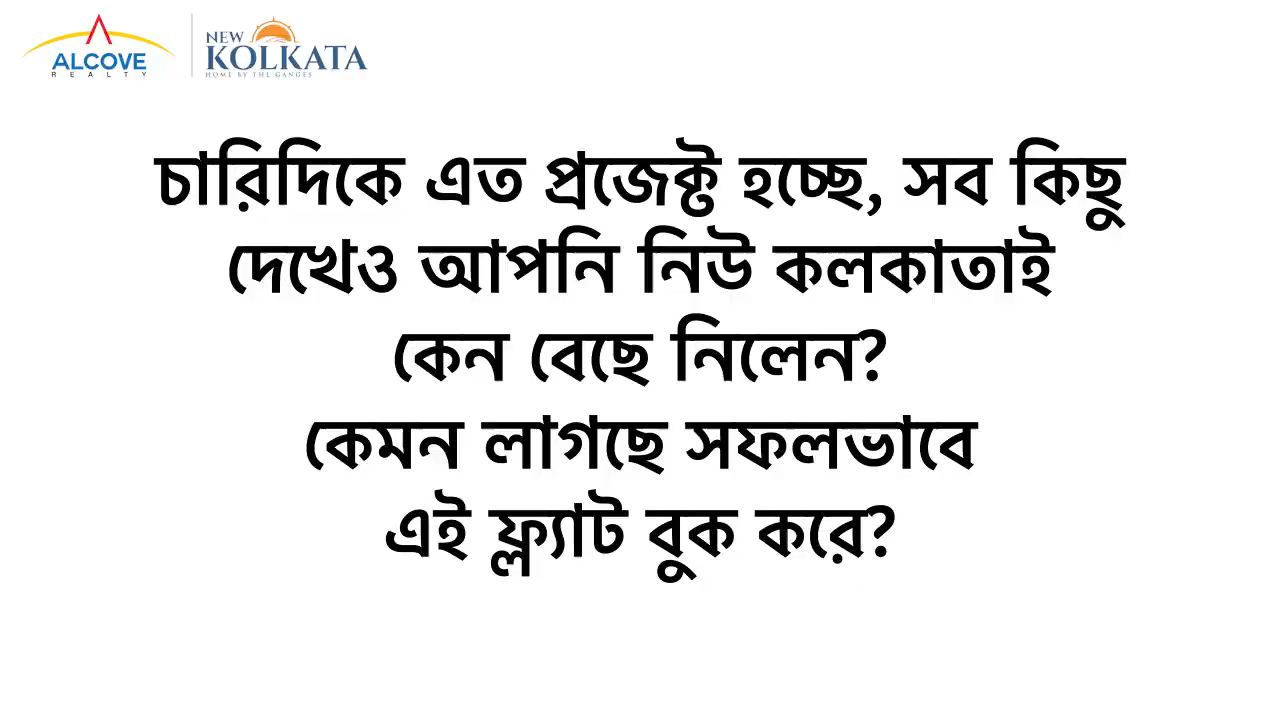 ALCOVE
REALTY
NEW
KOLKATA
HOME BY THE GANGES
চারিদিকে এত প্রজেক্ট হচ্ছে, সব কিছু
দেখেও আপনি নিউ কলকাতাই
কেন বেছে নিলেন?
কেমন লাগছে সফলভাবে
এই ফ্ল্যাট বুক করে?